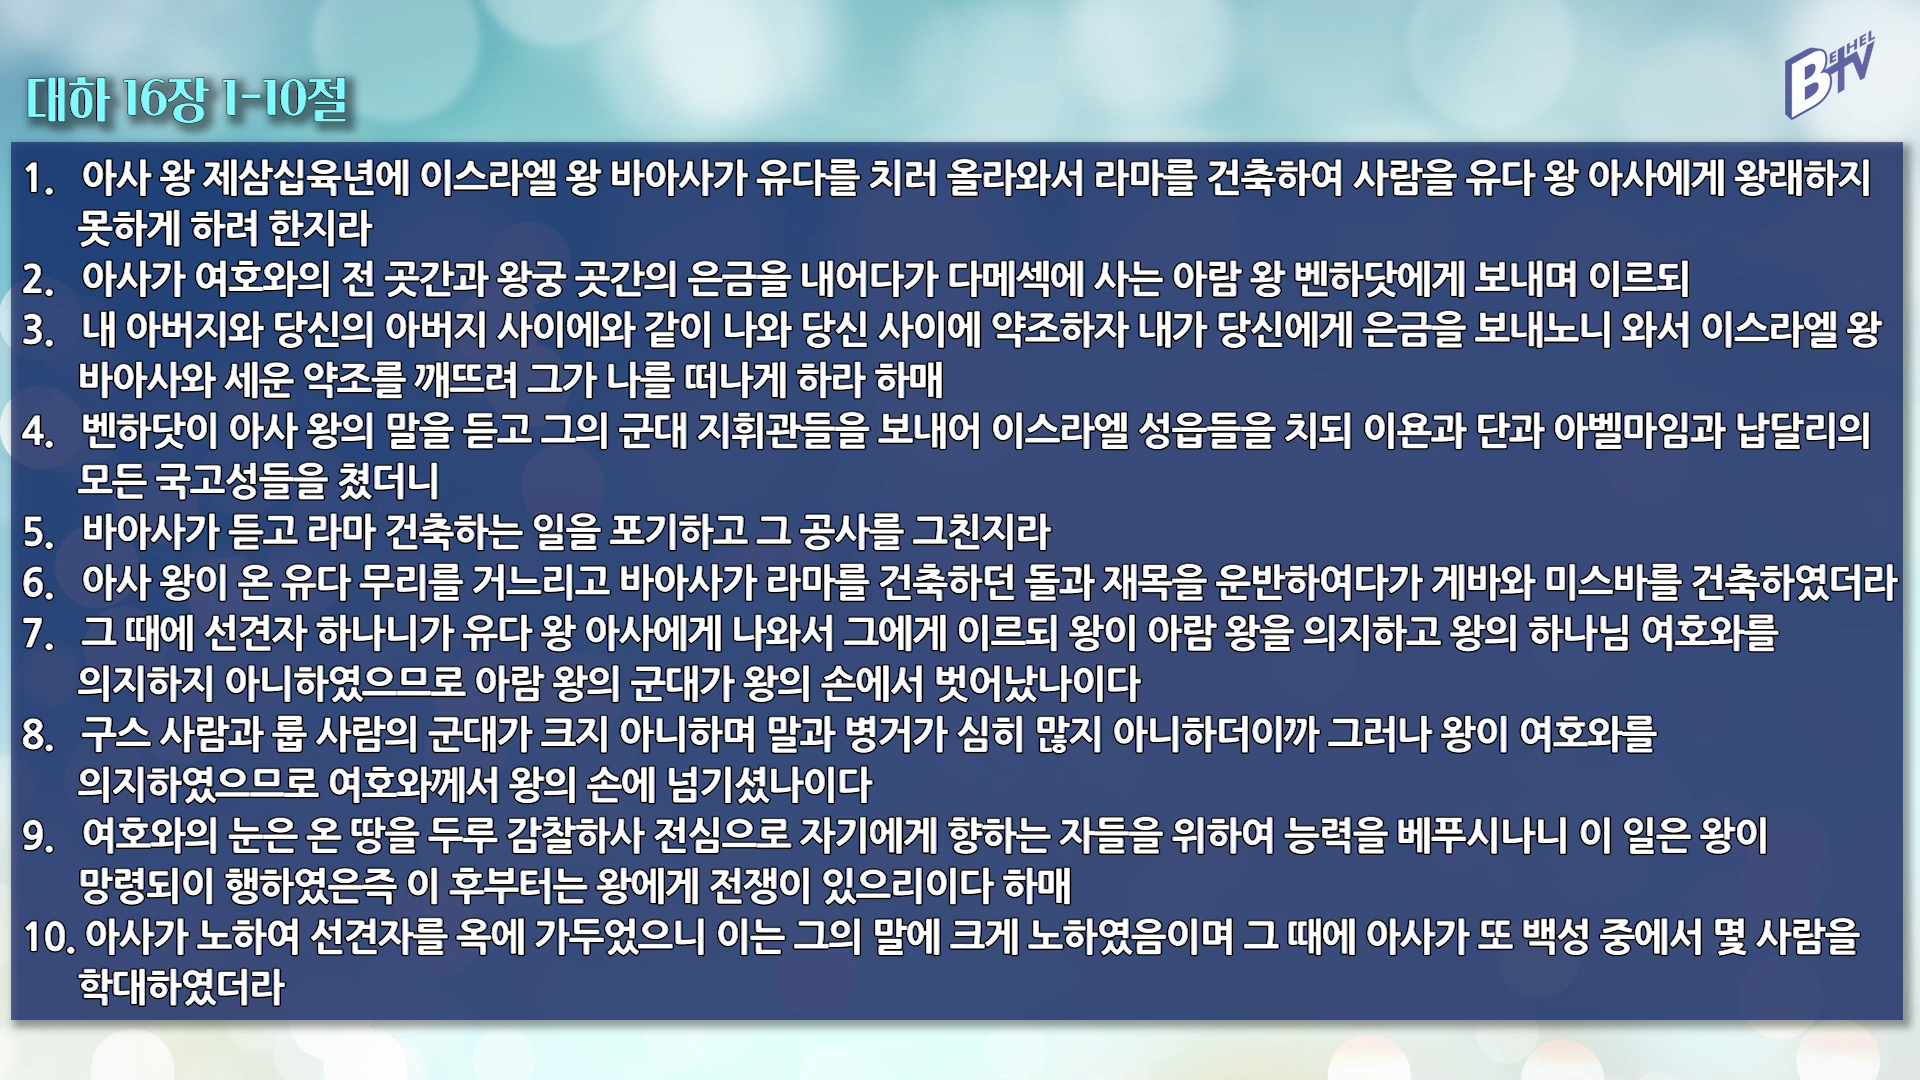 대하 16장 1-10절
BETHEL
BTV
1. 아사 왕 제삼십육년에 이스라엘 왕 바아사가 유다를 치러 올라와서 라마를 건축하여 사람을 유다 왕 아사에게 왕래하지
못하게 하려 한지라
2. 아사가 여호와의 전 곳간과 왕궁 곳간의 은금을 내어다가 다메섹에 사는 아람 왕 벤하닷에게 보내며 이르되
3. 내 아버지와 당신의 아버지 사이에와 같이 나와 당신 사이에 약조하자 내가 당신에게 은금을 보내노니 와서 이스라엘 왕
바아사와 세운 약조를 깨뜨려 그가 나를 떠나게 하라 하매
4. 벤하닷이 아사 왕의 말을 듣고 그의 군대 지휘관들을 보내어 이스라엘 성읍들을 치되 이욘과 단과 아벨마임과 납달리의
모든 국고성들을 쳤더니
5. 바아사가 듣고 라마 건축하는 일을 포기하고 그 공사를 그친지라
6. 아사 왕이 온 유다 무리를 거느리고 바아사가 라마를 건축하던 돌과 재목을 운반하여다가 게바와 미스바를 건축하였더라
7. 그 때에 선견자 하나니가 유다 왕 아사에게 나와서 그에게 이르되 왕이 아람 왕을 의지하고 왕의 하나님 여호와를
의지하지 아니하였으므로 아람 왕의 군대가 왕의 손에서 벗어났나이다
8. 구스 사람과 룹 사람의 군대가 크지 아니하며 말과 병거가 심히 많지 아니하더이까 그러나 왕이 여호와를
의지하였으므로 여호와께서 왕의 손에 넘기셨나이다
9. 여호와의 눈은 온 땅을 두루 감찰하사 전심으로 자기에게 향하는 자들을 위하여 능력을 베푸시나니 이 일은 왕이
망령되이 행하였은즉 이 후부터는 왕에게 전쟁이 있으리이다 하매
10. 아사가 노하여 선견자를 옥에 가두었으니 이는 그의 말에 크게 노하였음이며 그 때에 아사가 또 백성 중에서 몇 사람을
학대하였더라